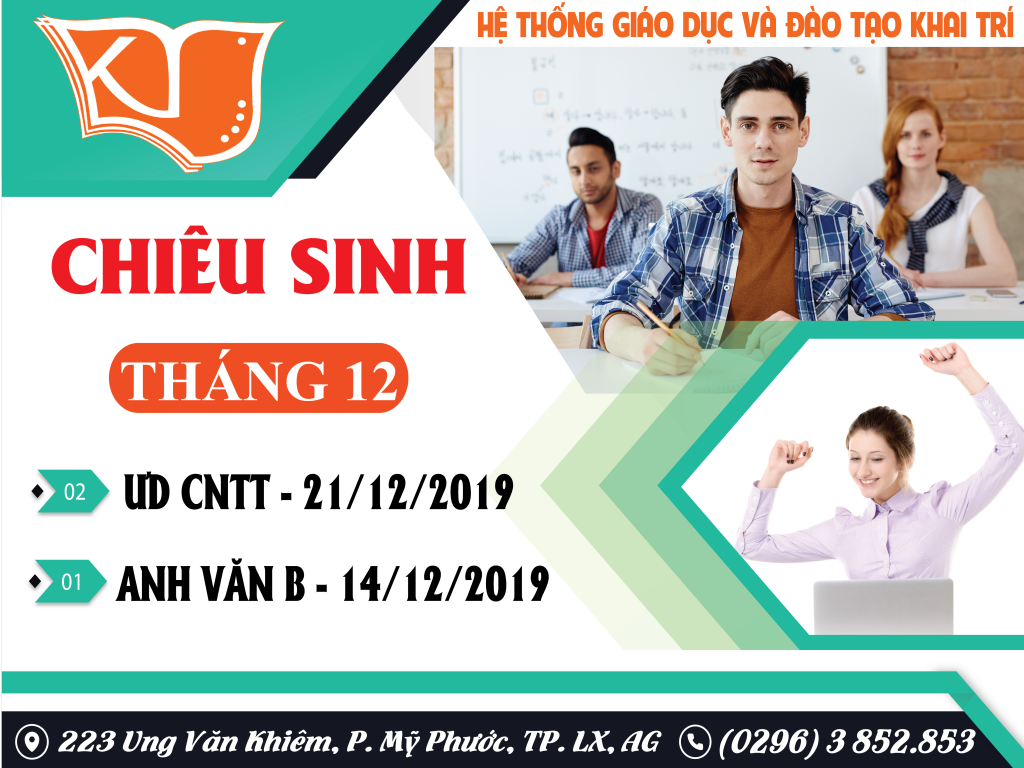 HỆ THỐNG GIÁO DỤC VÀ ĐÀO TẠO KHAI TRÍ
KT
CHIÊU SINH
THÁNG 12
02 ƯD CNTT - 21/12/2019
01 ANH VĂN B - 14/12/2019
223 Ung Văn Khiêm, P. Mỹ Phước, TP. LX, AG (0296) 3 852.853